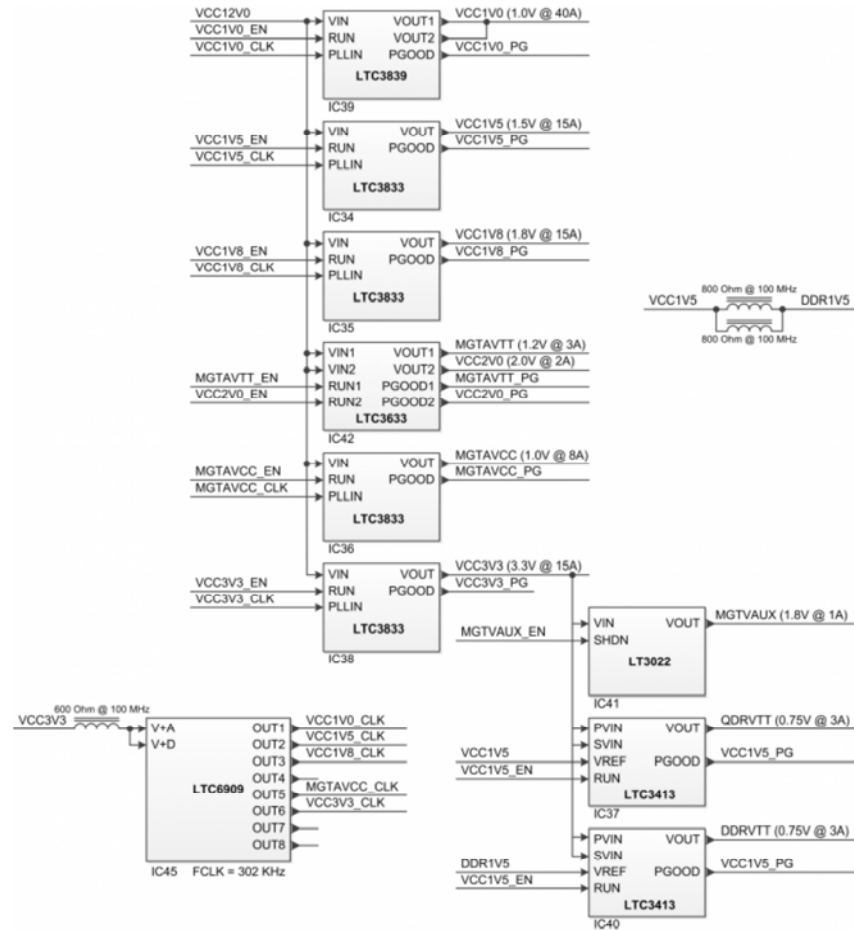 VCC12V0
VCC1V0_EN
VCC1V0_CLK
VIN
RUN
PLLIN
VOUT1
VOUT2
PGOOD
LTC3839
VCC1V0 (1.0V @ 40A)
VCC1V0_PG
IC39
VCC1V5_EN
VCC1V5_CLK
VIN
RUN
PLLIN
VOUT
PGOOD
LTC3833
VCC1V5 (1.5V @ 15A)
VCC1V5_PG
IC34
VCC1V8_EN
VCC1V8_CLK
VIN
RUN
PLLIN
VOUT
PGOOD
LTC3833
VCC1V8 (1.8V @ 15A)
VCC1V8_PG
IC35
800 Ohm @ 100 MHz
VCC1V5
DDR1V5
800 Ohm @ 100 MHz
MGTAVTT_EN
VCC2V0_EN
VIN1
VIN2
RUN1
RUN2
VOUT1
VOUT2
PGOOD1
PGOOD2
LTC3633
MGTAVTT (1.2V @ 3A)
VCC2V0 (2.0V @ 2A)
MGTAVTT_PG
VCC2V0_PG
IC42
MGTAVCC_EN
MGTAVCC_CLK
VIN
RUN
PLLIN
VOUT
PGOOD
LTC3833
MGTAVCC (1.0V @ 8A)
MGTAVCC_PG
IC36
VCC3V3_EN
VCC3V3_CLK
VIN
RUN
PLLIN
VOUT
PGOOD
LTC3833
VCC3V3 (3.3V @ 15A)
VCC3V3_PG
IC38
MGTVAUX_EN
VIN
SHDN
VOUT
LT3022
MGTVAUX (1.8V @ 1A)
IC41
VCC1V5
VCC1V5_EN
PVIN
SVIN
VREF
RUN
VOUT
PGOOD
LTC3413
QDRVTT (0.75V @ 3A)
VCC1V5_PG
IC37
DDR1V5
VCC1V5_EN
PVIN
SVIN
VREF
RUN
VOUT
PGOOD
LTC3413
DDRVTT (0.75V @ 3A)
VCC1V5_PG
IC40
600 Ohm @ 100 MHz
VCC3V3
V+A
V+D
LTC6909
OUT1
OUT2
OUT3
OUT4
OUT5
OUT6
OUT7
OUT8
VCC1V0_CLK
VCC1V5_CLK
VCC1V8_CLK
MGTAVCC_CLK
VCC3V3_CLK
IC45 FCLK = 302 KHz